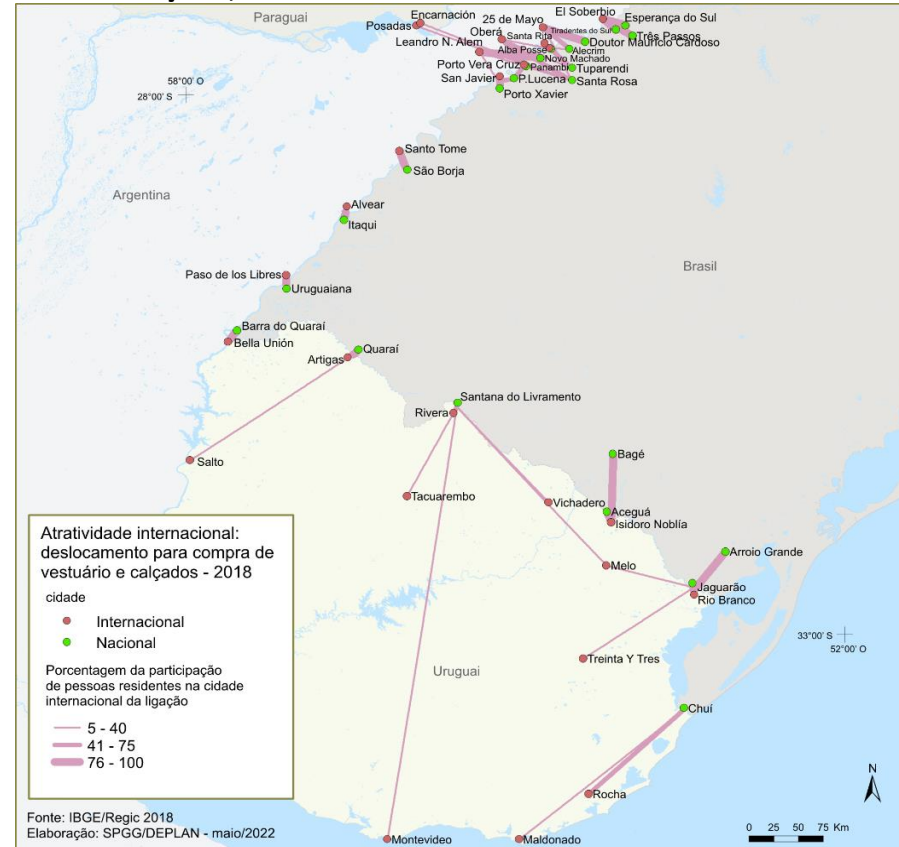 Paraguai
Encarnación
Posadas
El Soberbio
Esperança do Sul
25 de Mayo
Tiradentes do Sul
Três Passos
Oberá
Santa Rita
Doutor Maurício Cardoso
Leandro N. Alem
Alba Posse
Alecrim
Novo Machado
Porto Vera Cruz
Panambi
Tuparendi
San Javier
P.Lucena
Santa Rosa
Porto Xavier
58°00' O
28°00' S
Santo Tome
São Borja
Argentina
Alvear
Itaqui
Brasil
Paso de los Libres
Uruguaiana
Barra do Quaraí
Bella Unión
Quaraí
Artigas
Santana do Livramento
Rivera
Salto
Bagé
Tacuarembo
Vichadero
Aceguá
Isidoro Noblía
Arroio Grande
Melo
Jaguarão
Rio Branco
33°00' S
52°00' O
Treinta Y Tres
Uruguai
Chuí
Rocha
Montevideo
Maldonado
Atratividade internacional:
deslocamento para compra de
vestuário e calçados - 2018
cidade
Internacional
Nacional
Porcentagem da participação
de pessoas residentes na cidade
internacional da ligação
5 - 40
41 - 75
76 - 100
Fonte: IBGE/Regic 2018
Elaboração: SPGG/DEPLAN - maio/2022
N
0 25 50 75 Km